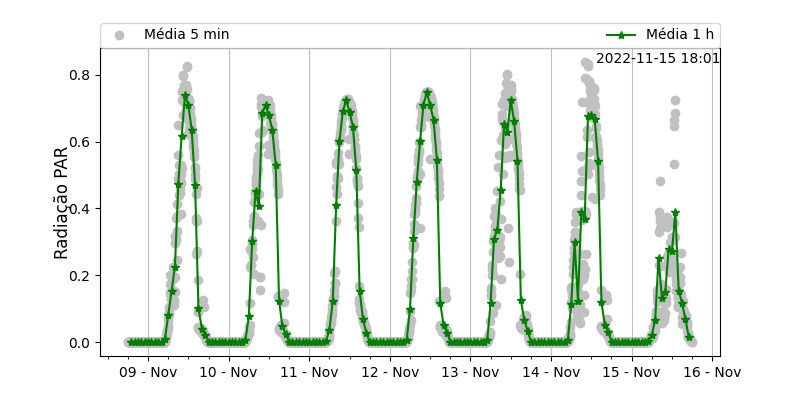 Média 5 min
Média 1 h
2022-11-15 18:01
Radiação PAR
0.8
0.6
0.4
0.2
0.0
09 - Nov
10 - Nov
11 - Nov
12 - Nov
13 - Nov
14 - Nov
15 - Nov
16 - Nov